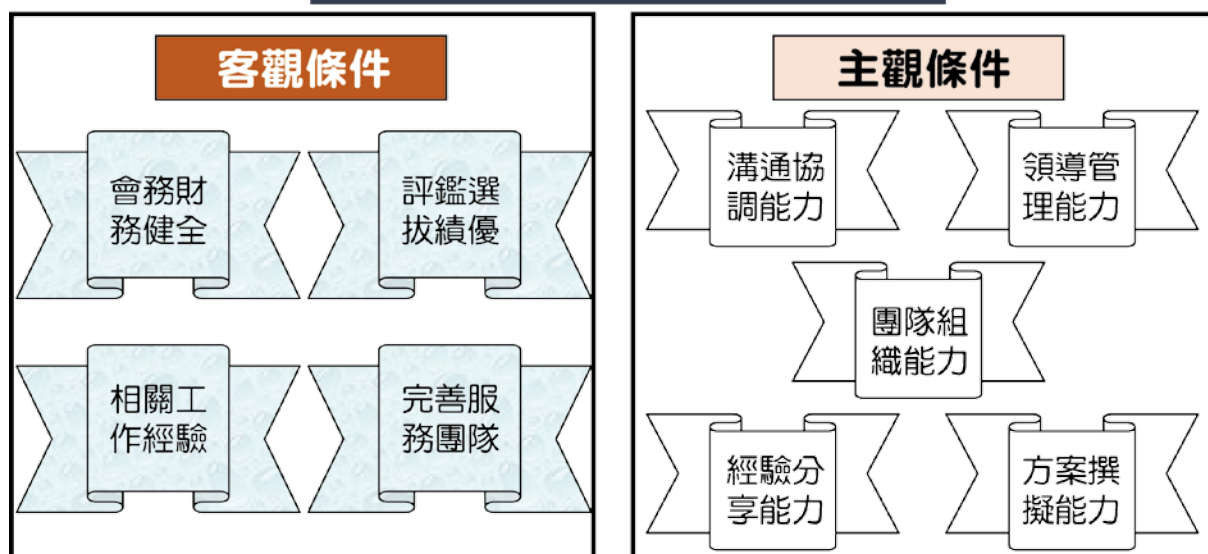 客觀條件
會務財
務健全
評鑑選
拔績優
相關工
作經驗
完善服
務團隊
主觀條件
溝通協
調能力
領導管
理能力
團隊組
織能力
經驗分
享能力
方案撰
擬能力